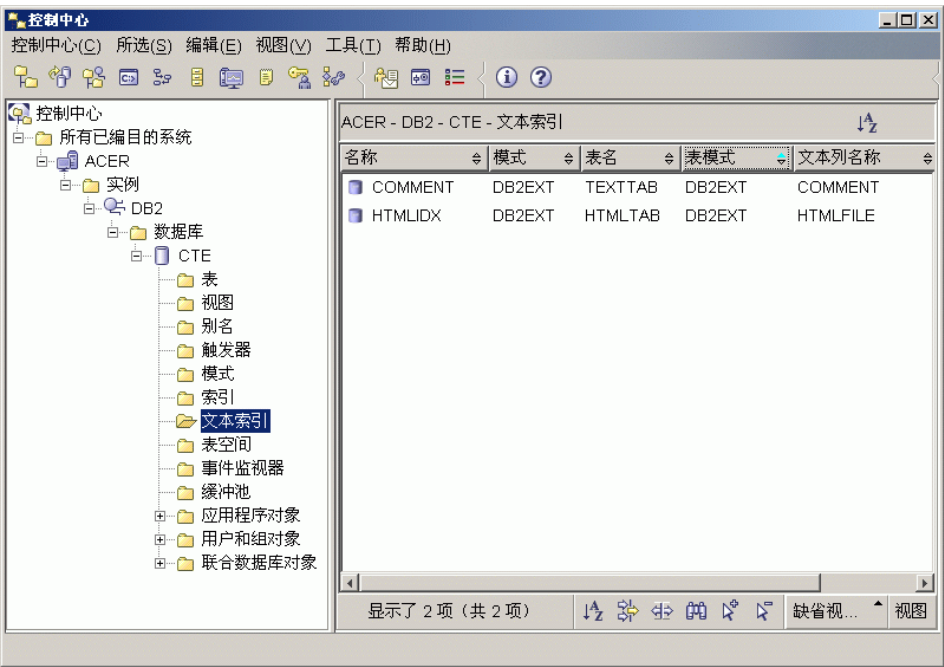 控制中心
控制中心(C) 所选(S) 编辑(E) 视图(V) 工具(T) 帮助(H)
控制中心
所有已编目的系统
ACER
实例
DB2
数据库
CTE
表
视图
别名
触发器
模式
索引
文本索引
表空间
事件监视器
缓冲池
应用程序对象
用户和组对象
联合数据库对象
ACER - DB2 - CTE - 文本索引
名称 模式 表名 表模式 文本列名称
COMMENT DB2EXT TEXTTAB DB2EXT COMMENT
HTMLIDX DB2EXT HTMLTAB DB2EXT HTMLFILE
显示了 2 项（共 2 项） 缺省视... 视图